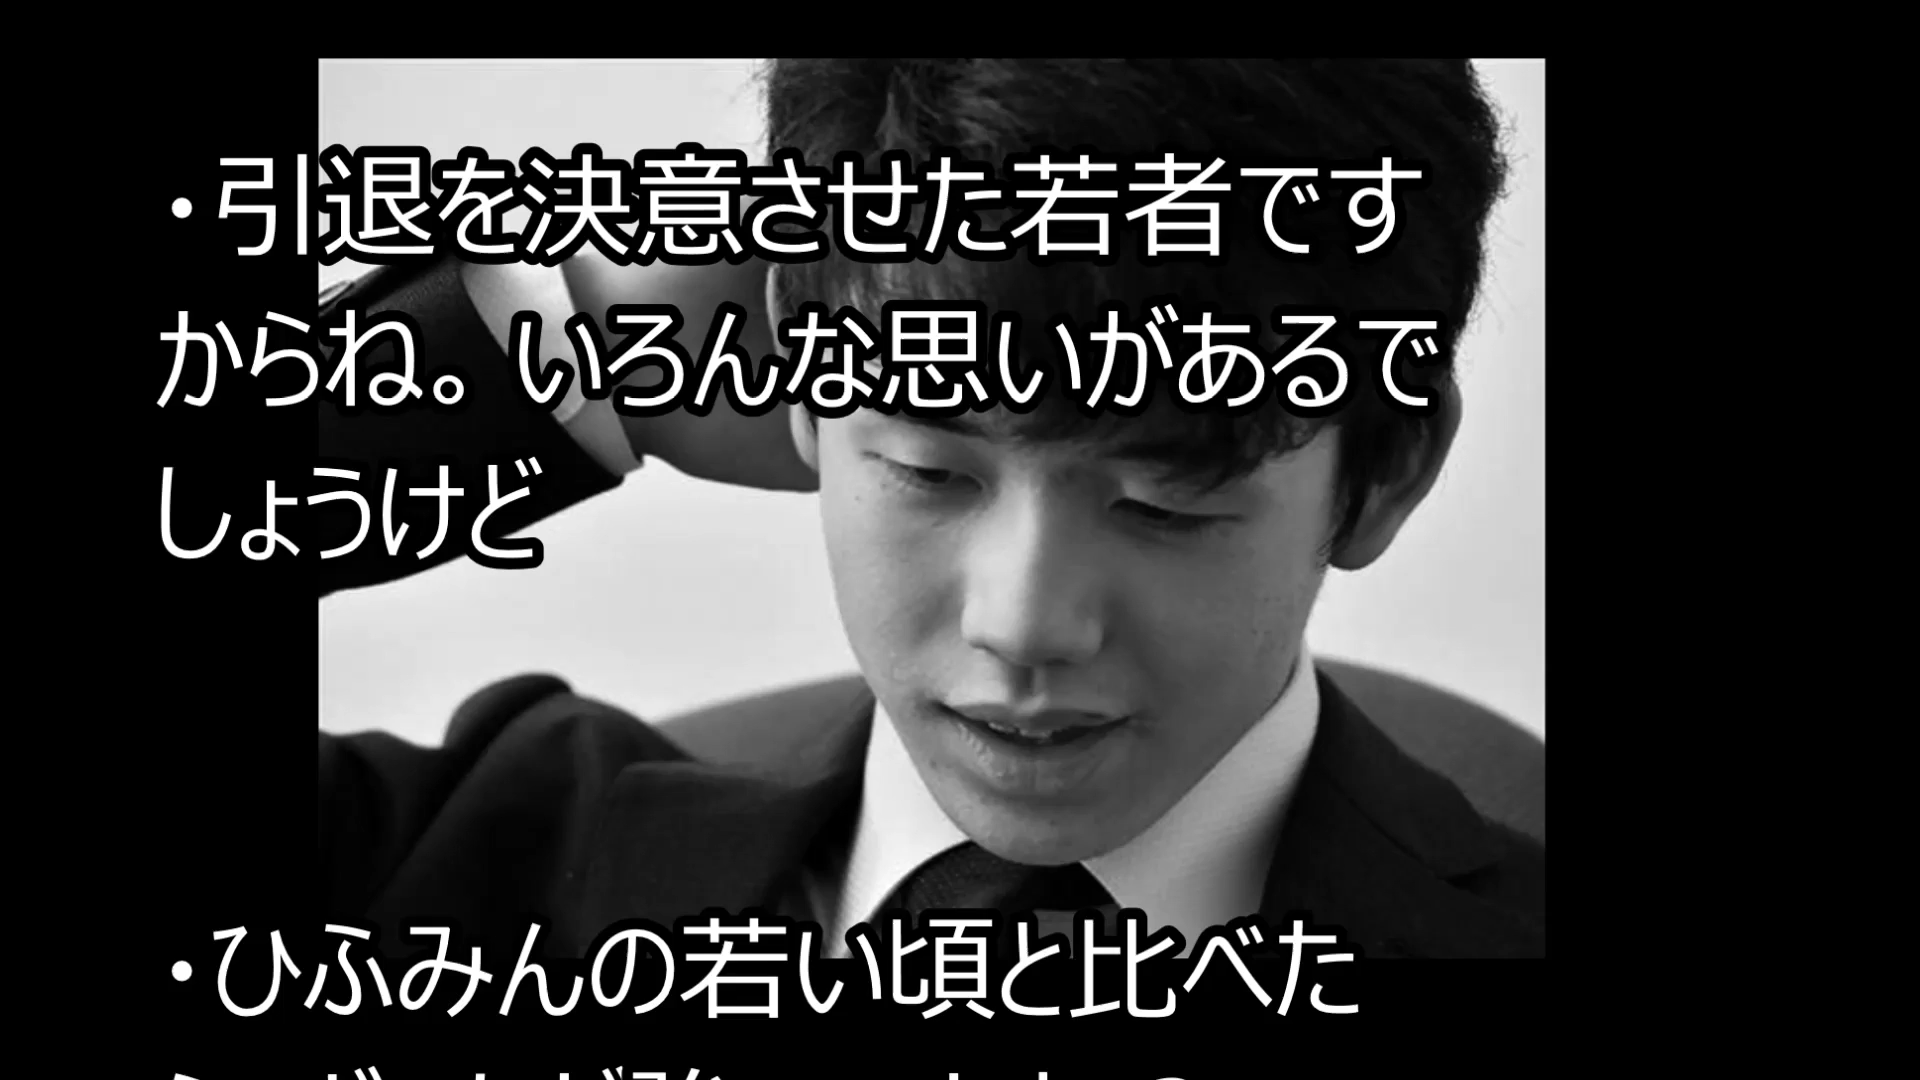 ・引退を決意させた若者です
からね。いろんな思いがあるで
しょうけど
・ひふみんの若い頃と比べた